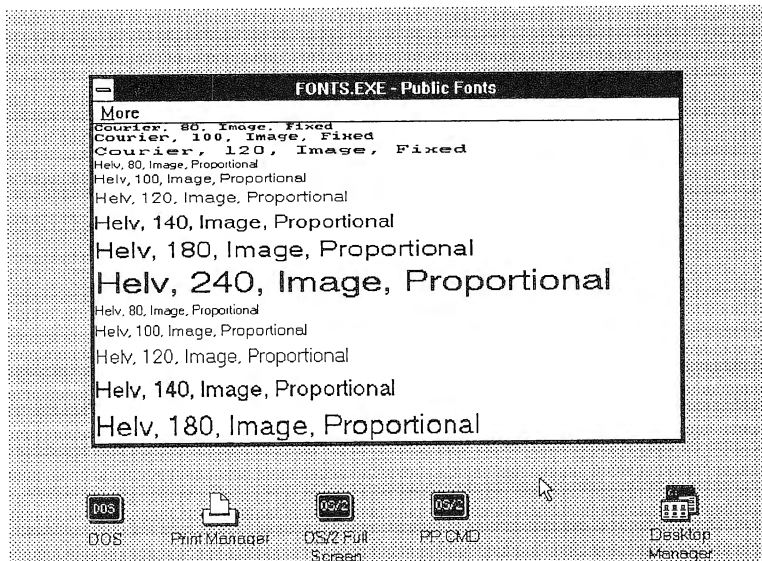 FONTS.EXE - Public Fonts
More
Courier, 80, Image, Fixed
Courier, 100, Image, Fixed
Courier, 120, Image, Fixed
Helv, 80, Image, Proportional
Helv, 100, Image, Proportional
Helv, 120, Image, Proportional
Helv, 140, Image, Proportional
Helv, 180, Image, Proportional
Helv, 240, Image, Proportional
Helv, 80, Image, Proportional
Helv, 100, Image, Proportional
Helv, 120, Image, Proportional
Helv, 140, Image, Proportional
Helv, 180, Image, Proportional
DOS OS/2 OS/2
DOS Print Manager OS/2 Full Screen PP.CMD Desktop Manager